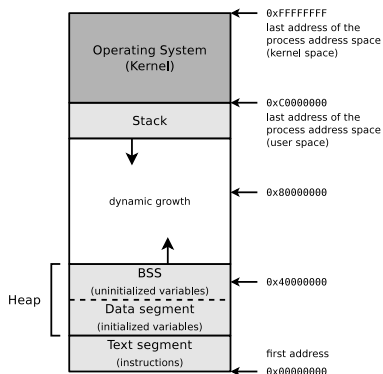 Operating System
(Kernel)
Stack
dynamic growth
BSS
(uninitialized variables)
Data segment
(initialized variables)
Text segment
(instructions)
Heap
0xFFFFFFFF
last address of the
process address space
(kernel space)
0xC0000000
last address of the
process address space
(user space)
0x80000000
0x40000000
first address
0x00000000